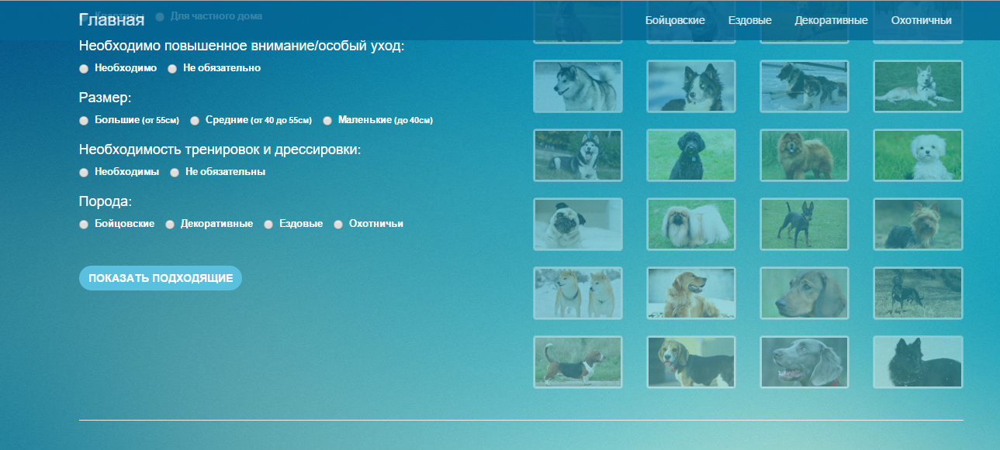 Главная
Бойцовские Ездовые Декоративные Охотничьи
Для частного дома
Необходимо повышенное внимание/особый уход:
Необходимо Не обязательно
Размер:
Большие (от 55см) Средние (от 40 до 55см) Маленькие (до 40см)
Необходимость тренировок и дрессировки:
Необходимы Не обязательны
Порода:
Бойцовские Декоративные Ездовые Охотничьи
ПОКАЗАТЬ ПОДХОДЯЩИЕ